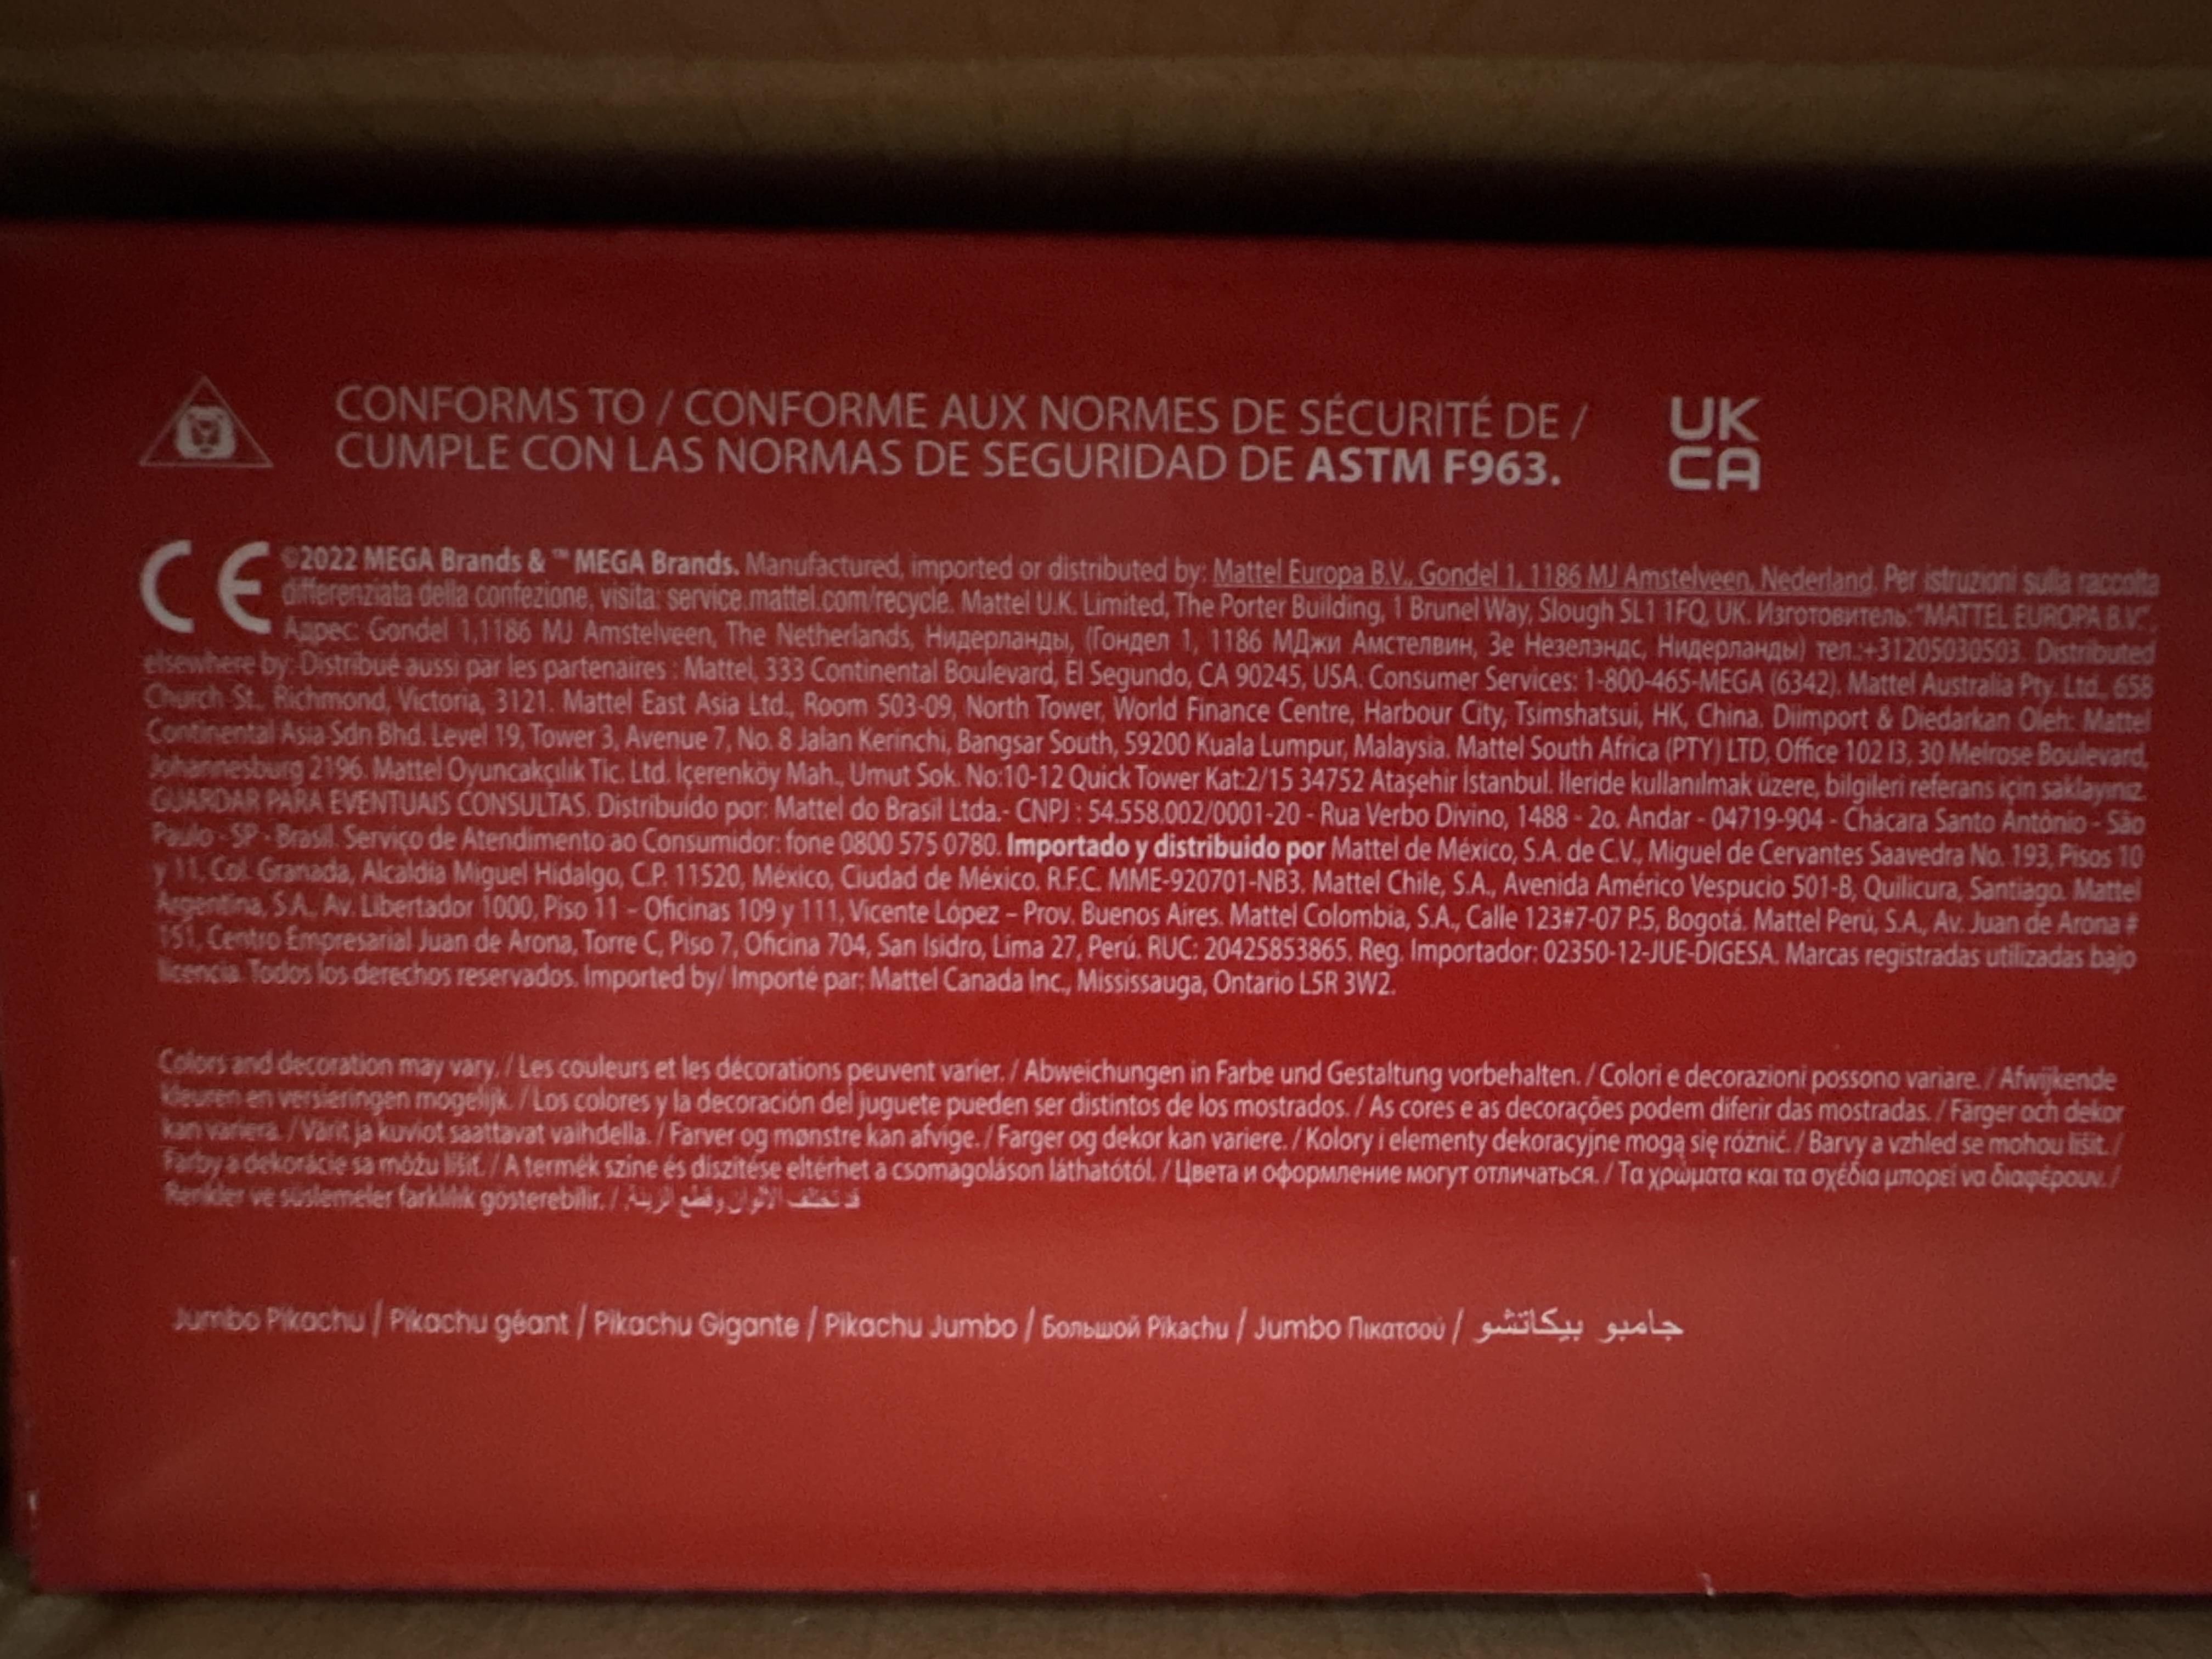 CONFORMS TO / CONFORME AUX NORMES DE SÉCURITÉ DE /
CUMPLE CON LAS NORMAS DE SEGURIDAD DE ASTM F963.
UK
CA
CE
©2022 MEGA Brands & ™ MEGA Brands. Manufactured, imported or distributed by: Mattel Europa B.V., Gondel 1, 1186 MJ Amstelveen, Nederland. Per istruzioni sulla raccolta
differenziata della confezione, visita: service.mattel.com/recycle. Mattel U.K. Limited, The Porter Building, 1 Brunel Way, Slough SL1 1FQ, UK. Изготовитель: "MATTEL EUROPA B.V.",
Адрес: Gondel 1,1186 MJ Amstelveen, The Netherlands, Нидерланды, (Гондел 1, 1186 МДжи Амстелвин, Зе Незелэндс, Нидерланды) тел.:+31205030503. Distributed
elsewhere by: Distribué aussi par les partenaires : Mattel, 333 Continental Boulevard, El Segundo, CA 90245, USA. Consumer Services: 1-800-465-MEGA (6342). Mattel Australia Pty. Ltd., 658
Church St., Richmond, Victoria, 3121. Mattel East Asia Ltd., Room 503-09, North Tower, World Finance Centre, Harbour City, Tsimshatsui, HK, China. Diimport & Diedarkan Oleh: Mattel
Continental Asia Sdn Bhd. Level 19, Tower 3, Avenue 7, No. 8 Jalan Kerinchi, Bangsar South, 59200 Kuala Lumpur, Malaysia. Mattel South Africa (PTY) LTD, Office 102 I3, 30 Melrose Boulevard,
Johannesburg 2196. Mattel Oyuncakçılık Tic. Ltd. İçerenköy Mah., Umut Sok. No:10-12 Quick Tower Kat:2/15 34752 Ataşehir İstanbul. İleride kullanılmak üzere, bilgileri referans için saklayınız.
GUARDAR PARA EVENTUAIS CONSULTAS. Distribuído por: Mattel do Brasil Ltda.- CNPJ : 54.558.002/0001-20 - Rua Verbo Divino, 1488 - 2o. Andar - 04719-904 - Chácara Santo Antônio - São
Paulo - SP - Brasil. Serviço de Atendimento ao Consumidor: fone 0800 575 0780. Importado y distribuido por Mattel de México, S.A. de C.V., Miguel de Cervantes Saavedra No. 193, Pisos 10
y 11, Col. Granada, Alcaldía Miguel Hidalgo, C.P. 11520, México, Ciudad de México. R.F.C. MME-920701-NB3. Mattel Chile, S.A., Avenida Américo Vespucio 501-B, Quilicura, Santiago. Mattel
Argentina, S.A., Av. Libertador 1000, Piso 11 – Oficinas 109 y 111, Vicente López – Prov. Buenos Aires. Mattel Colombia, S.A., Calle 123#7-07 P.5, Bogotá. Mattel Perú, S.A., Av. Juan de Arona #
151, Centro Empresarial Juan de Arona, Torre C, Piso 7, Oficina 704, San Isidro, Lima 27, Perú. RUC: 20425853865. Reg. Importador: 02350-12-JUE-DIGESA. Marcas registradas utilizadas bajo
licencia. Todos los derechos reservados. Imported by/ Importé par: Mattel Canada Inc., Mississauga, Ontario L5R 3W2.
Colors and decoration may vary. / Les couleurs et les décorations peuvent varier. / Abweichungen in Farbe und Gestaltung vorbehalten. / Colori e decorazioni possono variare. / Afwijkende
kleuren en versieringen mogelijk. / Los colores y la decoración del juguete pueden ser distintos de los mostrados. / As cores e as decorações podem diferir das mostradas. / Färger och dekor
kan variera. / Värit ja kuviot saattavat vaihdella. / Farver og mønstre kan afvige. / Farger og dekor kan variere. / Kolory i elementy dekoracyjne mogą się różnić. / Barvy a vzhled se mohou lišit. /
Farby a dekorácie sa môžu líšiť. / A termék színe és díszítése eltérhet a csomagoláson láthatótól. / Цвета и оформление могут отличаться. / Τα χρώματα και τα σχέδια μπορεί να διαφέρουν. /
Renkler ve süslemeler farklılık gösterebilir. / قد تختلف الألوان وقطع الزينة.
Jumbo Pikachu / Pikachu géant / Pikachu Gigante / Pikachu Jumbo / Большой Pikachu / Jumbo Πικατσού / جامبو بيكاتشو